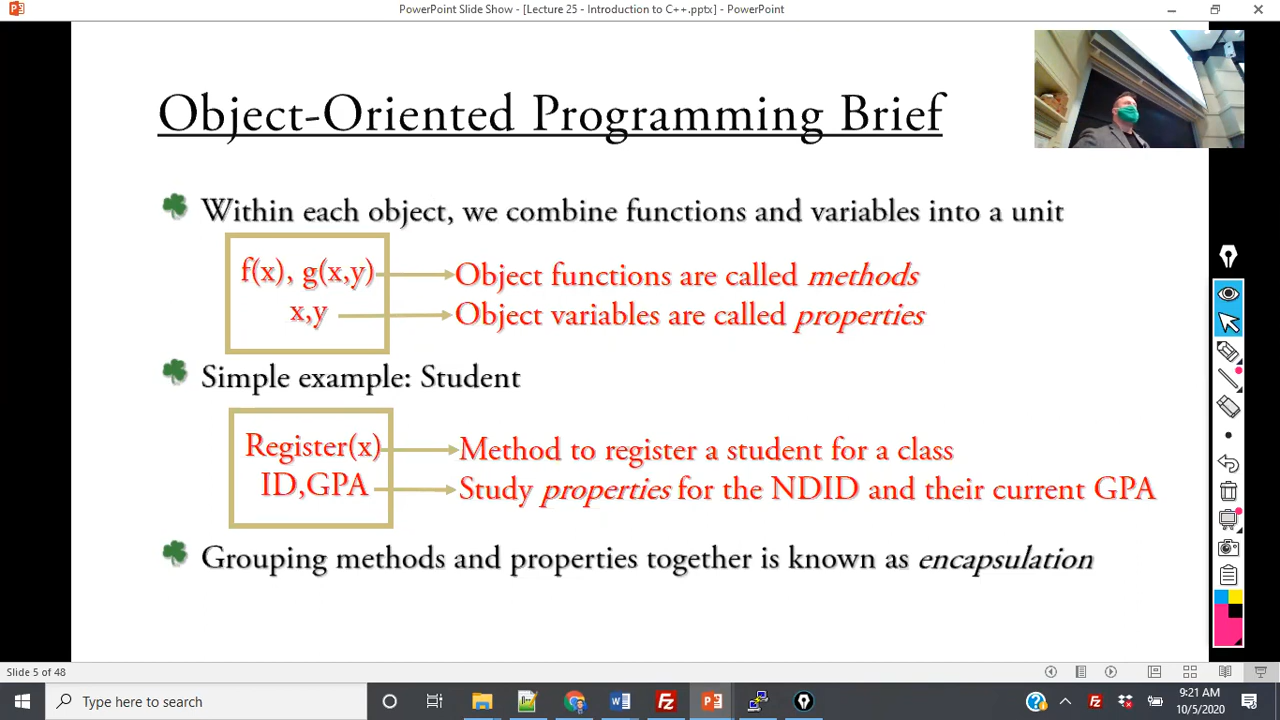 PowerPoint Slide Show - [Lecture 25 - Introduction to C++.pptx] - PowerPoint
Object-Oriented Programming Brief
Within each object, we combine functions and variables into a unit
f(x), g(x,y)
Object functions are called methods
x,y
Object variables are called properties
Simple example: Student
Register(x)
Method to register a student for a class
ID,GPA
Study properties for the NDID and their current GPA
Grouping methods and properties together is known as encapsulation
Slide 5 of 48
Type here to search
9:21 AM
10/5/2020